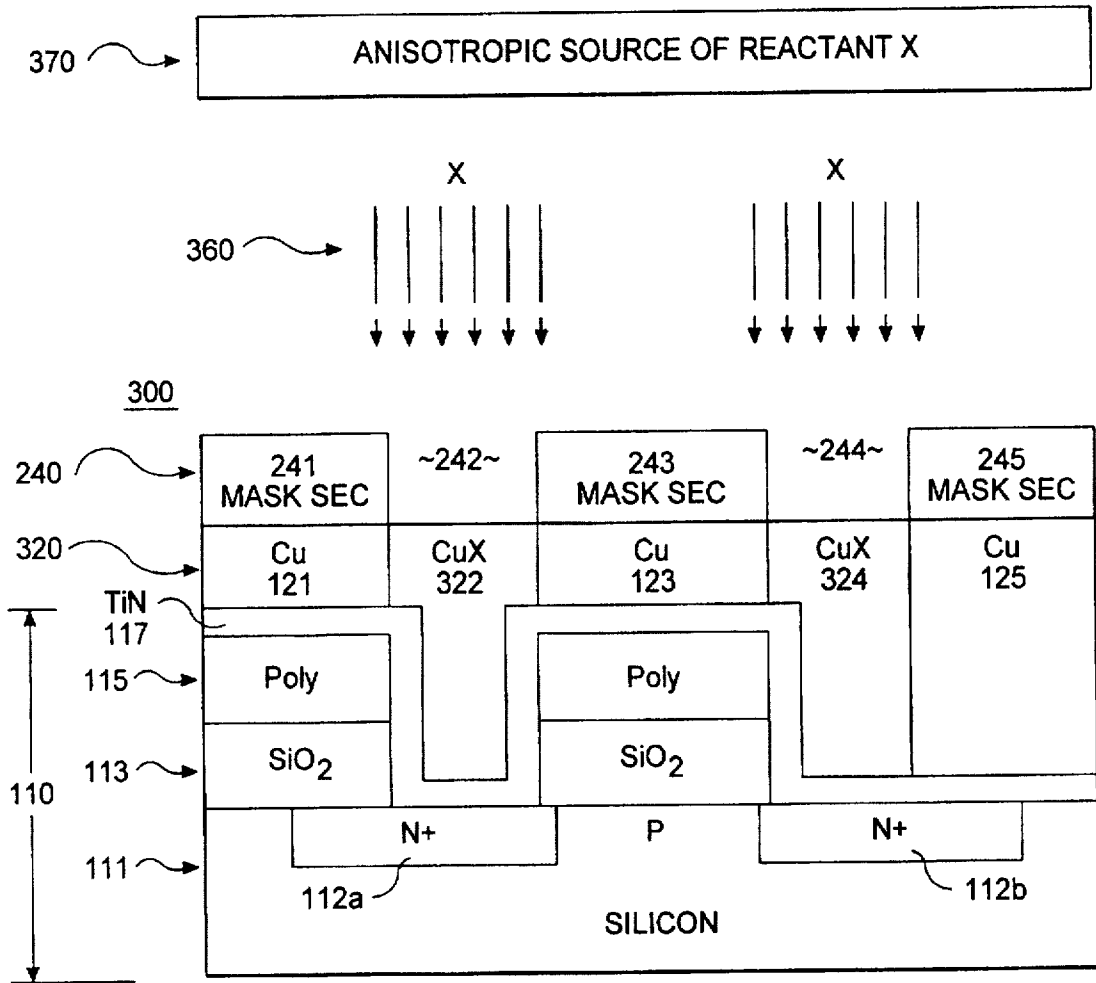 370
ANISOTROPIC SOURCE OF REACTANT X
X
X
360
300
240
241
MASK SEC
~242~
243
MASK SEC
~244~
245
MASK SEC
320
Cu
121
CuX
322
Cu
123
CuX
324
Cu
125
TiN
117
115
Poly
Poly
113
SiO2
SiO2
110
N+
P
N+
111
112a
112b
SILICON